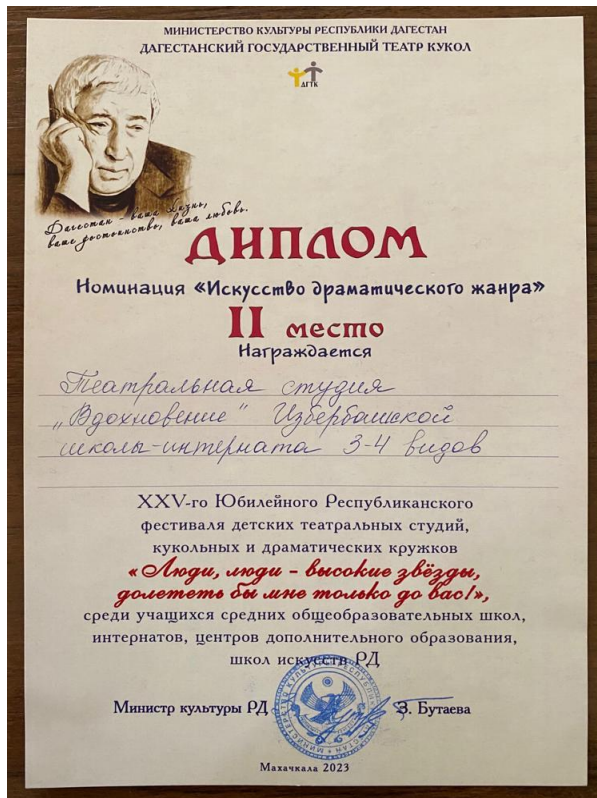 МИНИСТЕРСТВО КУЛЬТУРЫ РЕСПУБЛИКИ ДАГЕСТАН
ДАГЕСТАНСКИЙ ГОСУДАРСТВЕННЫЙ ТЕАТР КУКОЛ
ДГТК
Дагестан - ваша жизнь,
ваше достоинство, ваша любовь.
ДИПЛОМ
Номинация «Искусство драматического жанра»
II место
Награждается
Театральная студия
„Вдохновение" Избербашской
школы-интерната 3-4 видов
XXV-го Юбилейного Республиканского
фестиваля детских театральных студий,
кукольных и драматических кружков
«Люди, люди - высокие звёзды,
долететь бы мне только до вас!»,
среди учащихся средних общеобразовательных школ,
интернатов, центров дополнительного образования,
школ искусств РД
Министр культуры РД З. Бутаева
Махачкала 2023